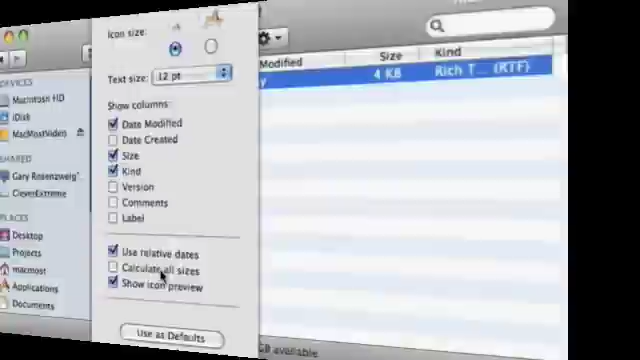 Icon size:
Text size: 12 pt
Show columns:
Date Modified
Date Created
Size
Kind
Version
Comments
Label
Use relative dates
Calculate all sizes
Show icon preview
Use as Defaults
DEVICES
Macintosh HD
iDisk
MacMostVideo
SHARED
Gary Rosenzweig'
CleverExtreme
PLACES
Desktop
Projects
macmost
Applications
Documents
Modified Size Kind
y 4 KB Rich T... (RTF)
GB available